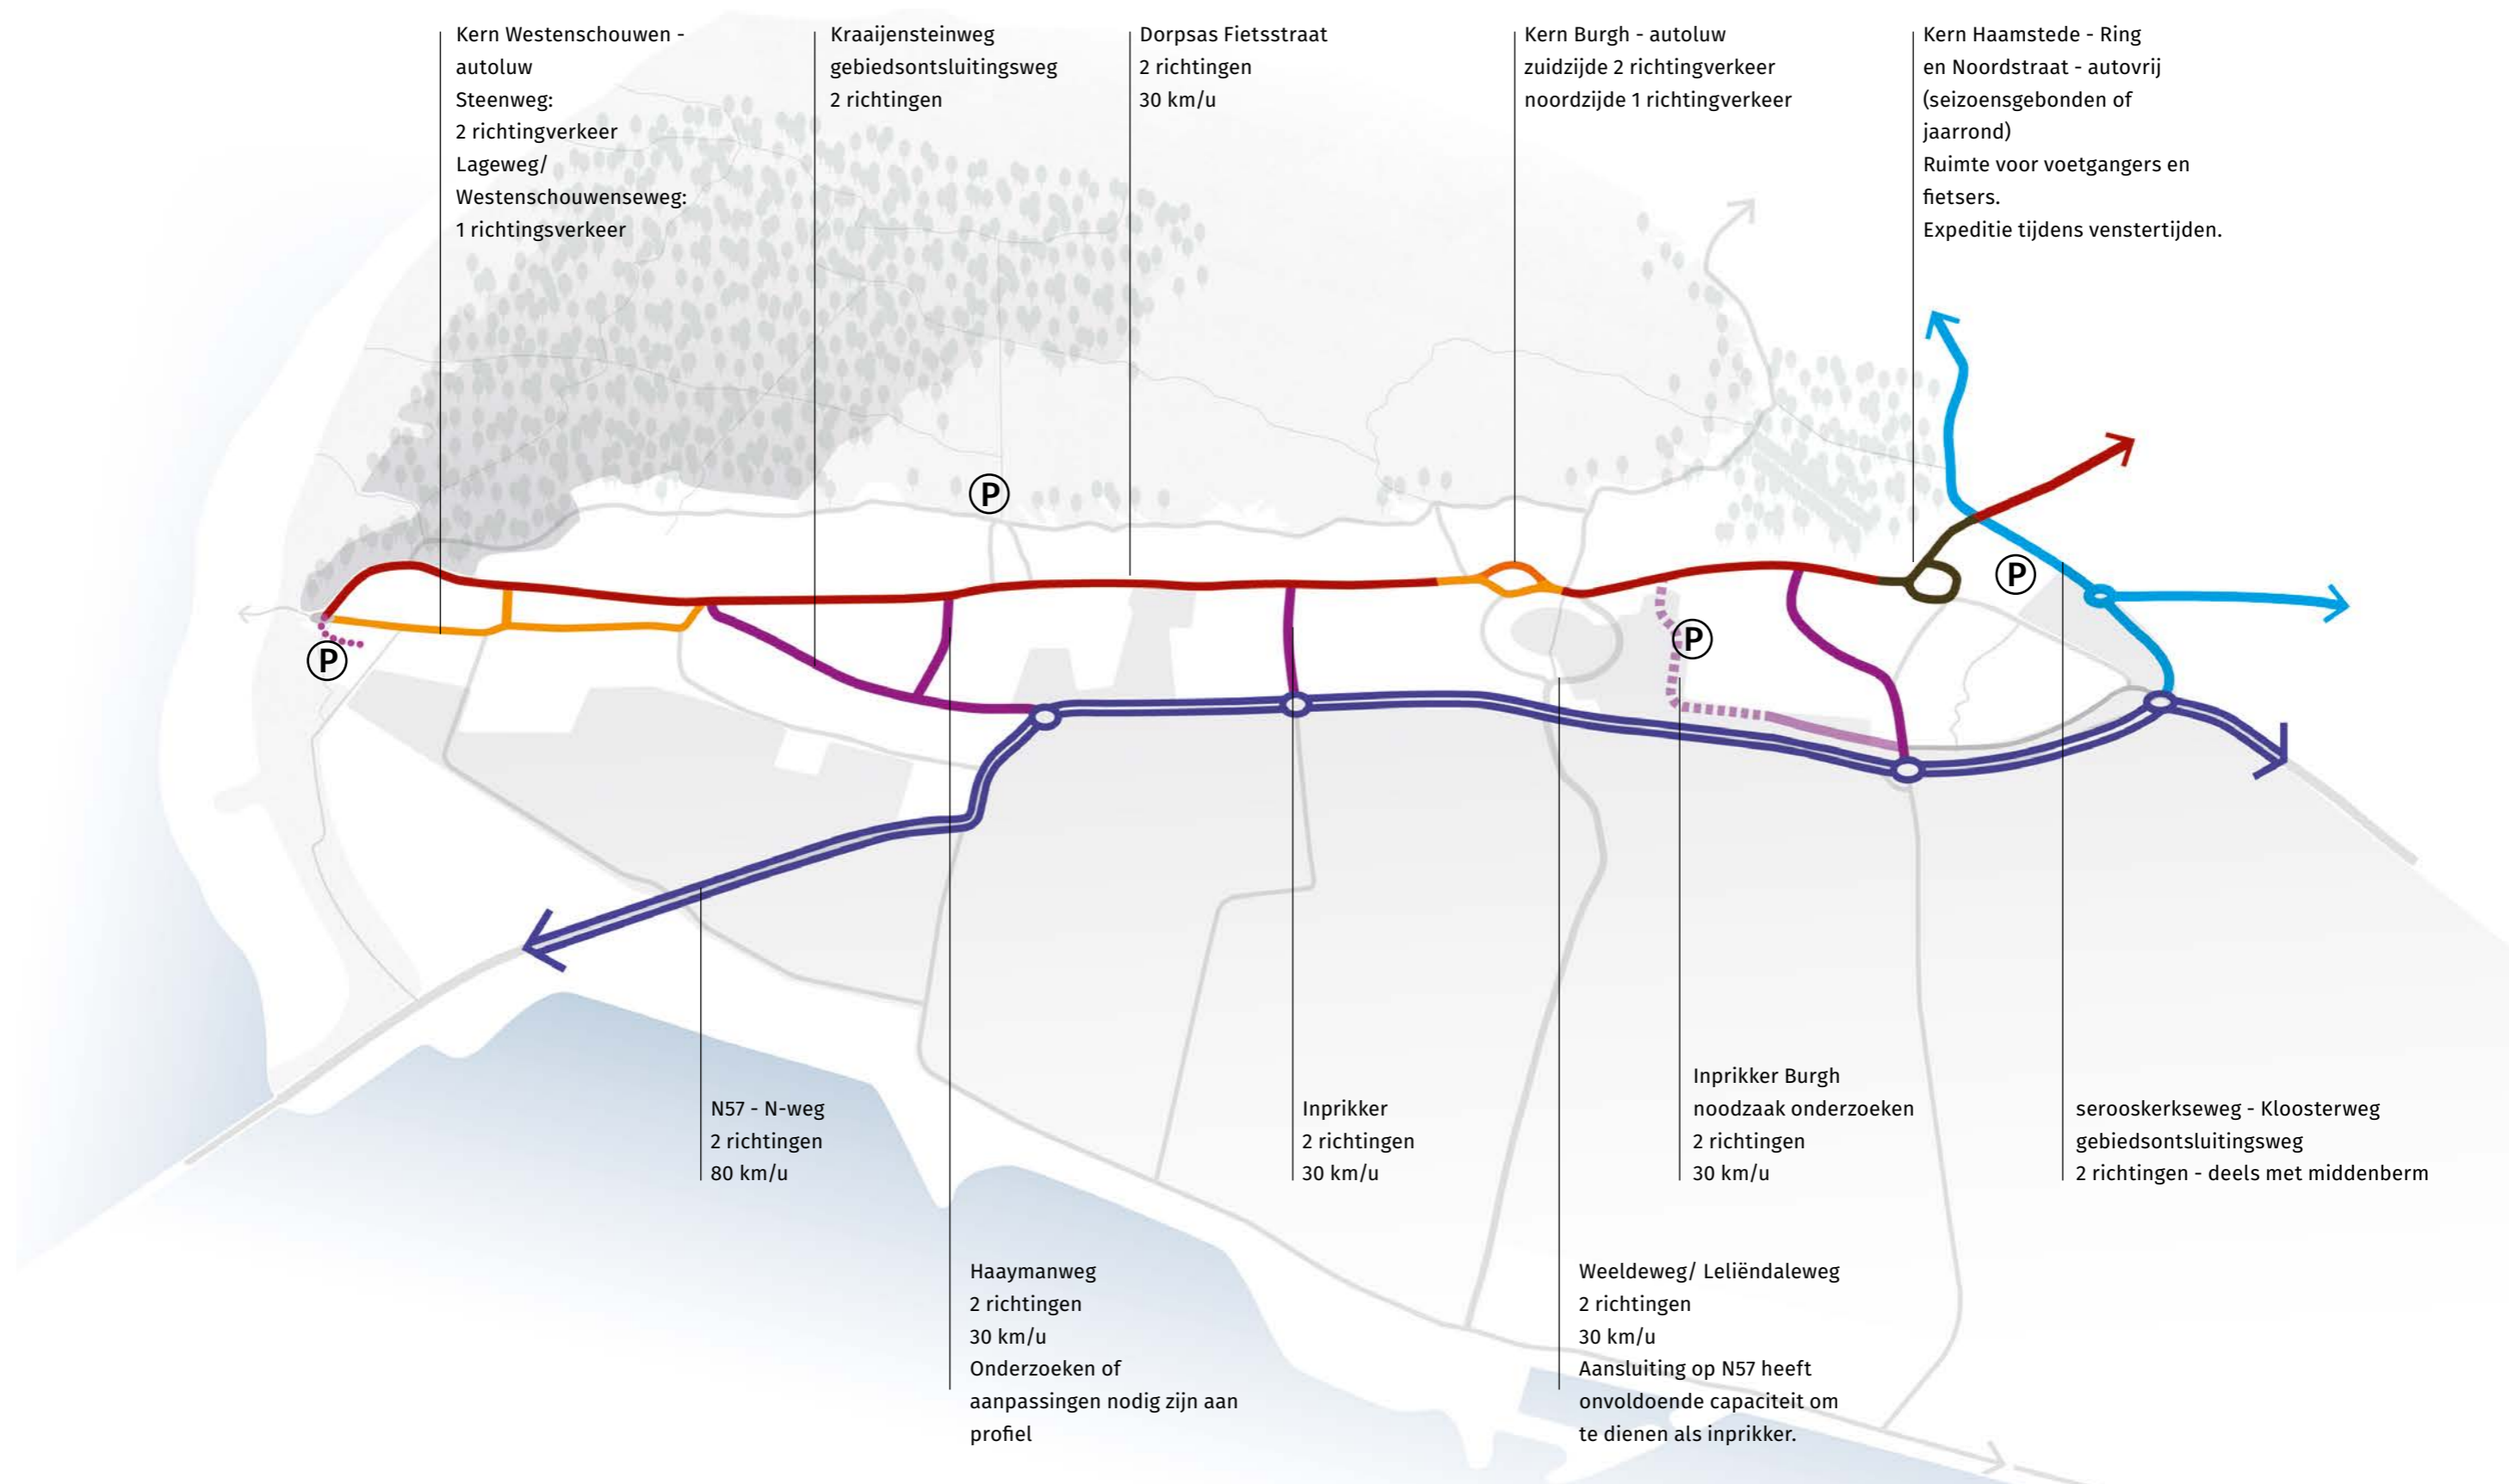 Kern Westenschouwen -
autoluw
Steenweg:
2 richtingverkeer
Lageweg/
Westenschouwenseweg:
1 richtingsverkeer
Kraaijensteinweg
gebiedsontsluitingsweg
2 richtingen
Dorpsas Fietsstraat
2 richtingen
30 km/u
Kern Burgh - autoluw
zuidzijde 2 richtingverkeer
noordzijde 1 richtingverkeer
Kern Haamstede - Ring
en Noordstraat - autovrij
(seizoensgebonden of
jaarrond)
Ruimte voor voetgangers en
fietsers.
Expeditie tijdens venstertijden.
P
P
P
P
N57 - N-weg
2 richtingen
80 km/u
Haaymanweg
2 richtingen
30 km/u
Onderzoeken of
aanpassingen nodig zijn aan
profiel
Inprikker
2 richtingen
30 km/u
Weeldeweg/ Leliëndaleweg
2 richtingen
30 km/u
Aansluiting op N57 heeft
onvoldoende capaciteit om
te dienen als inprikker.
Inprikker Burgh
noodzaak onderzoeken
2 richtingen
30 km/u
serooskerkseweg - Kloosterweg
gebiedsontsluitingsweg
2 richtingen - deels met middenberm